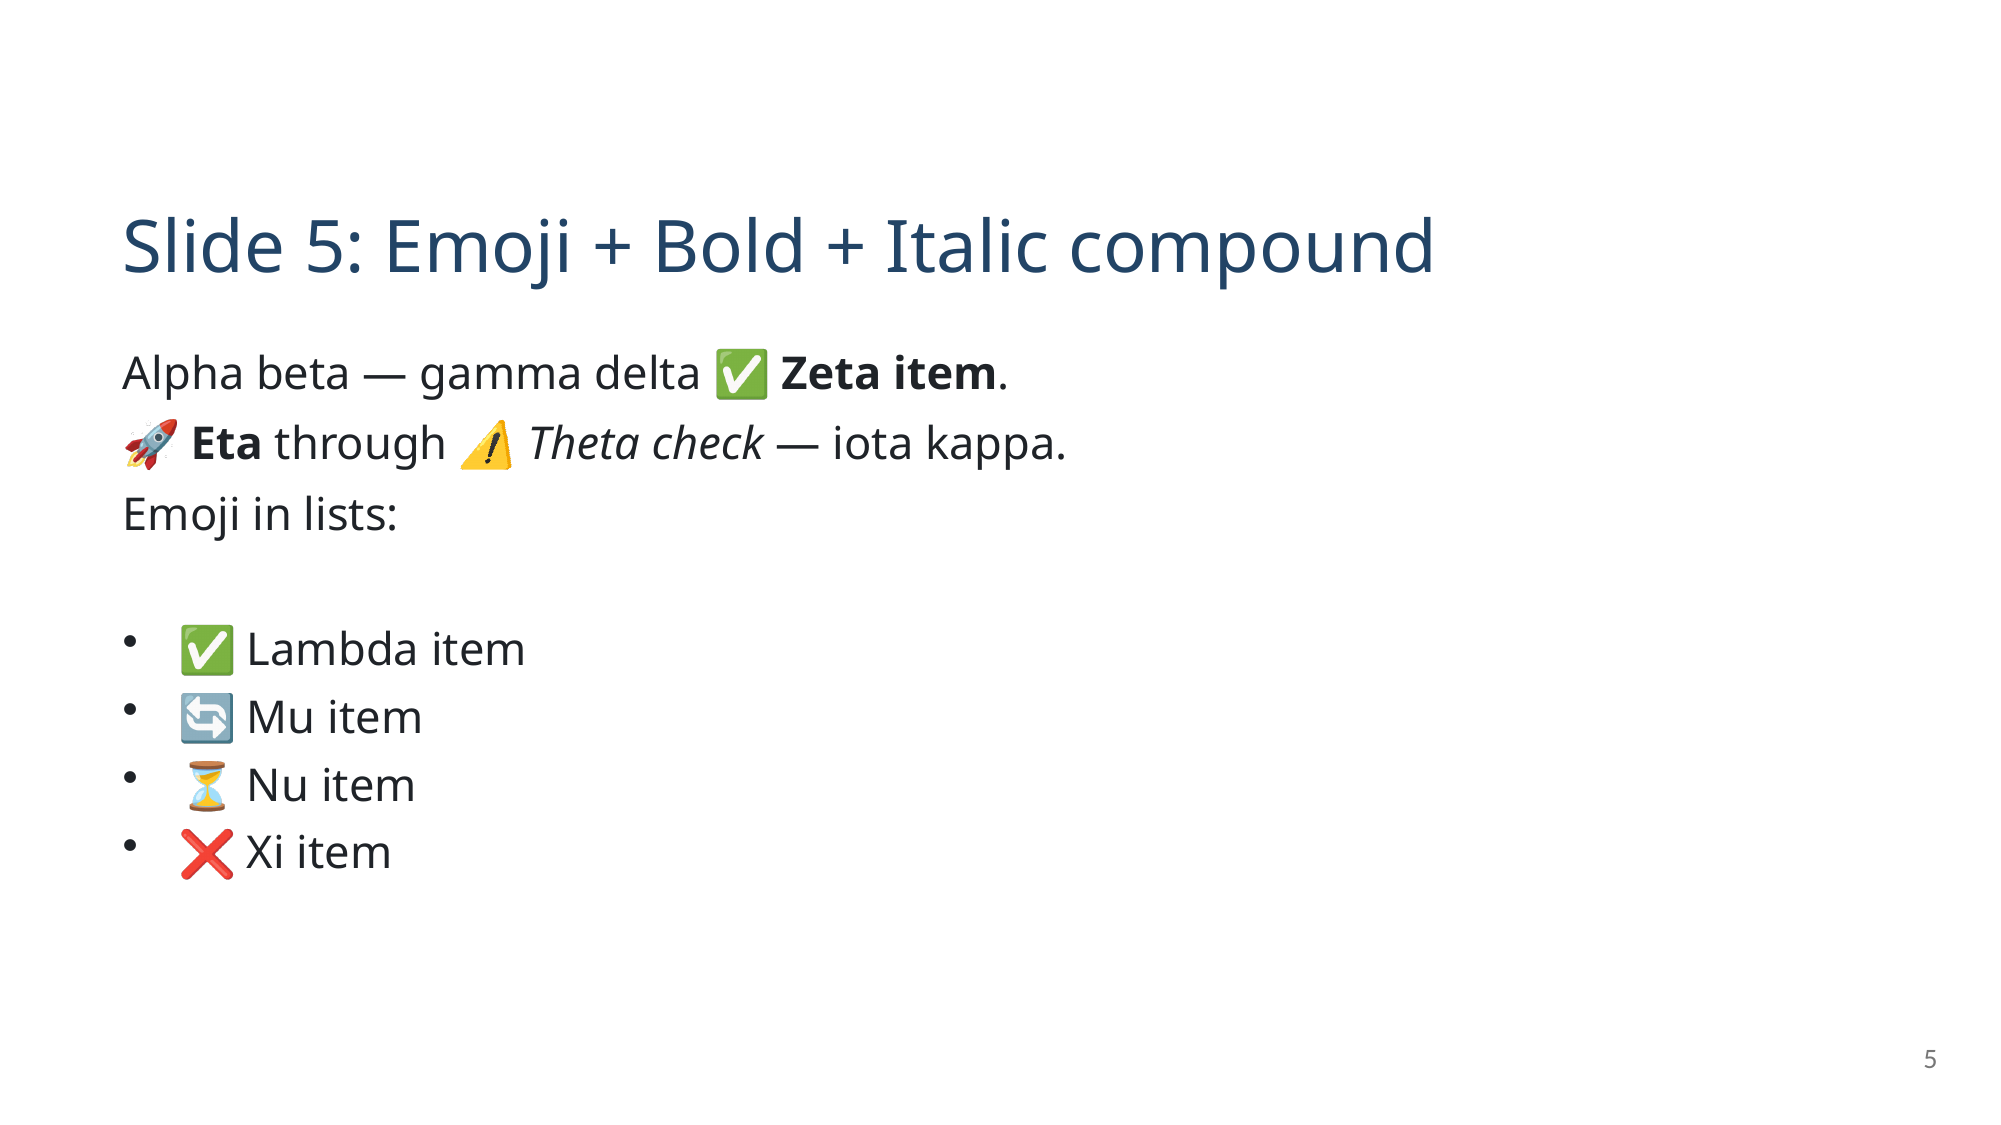 Slide 5: Emoji + Bold + Italic compound
Alpha beta — gamma delta ✅ Zeta item.
🚀 Eta through ⚠️ Theta check — iota kappa.
Emoji in lists:
• ✅ Lambda item
• 🔄 Mu item
• ⏳ Nu item
• ❌ Xi item
5